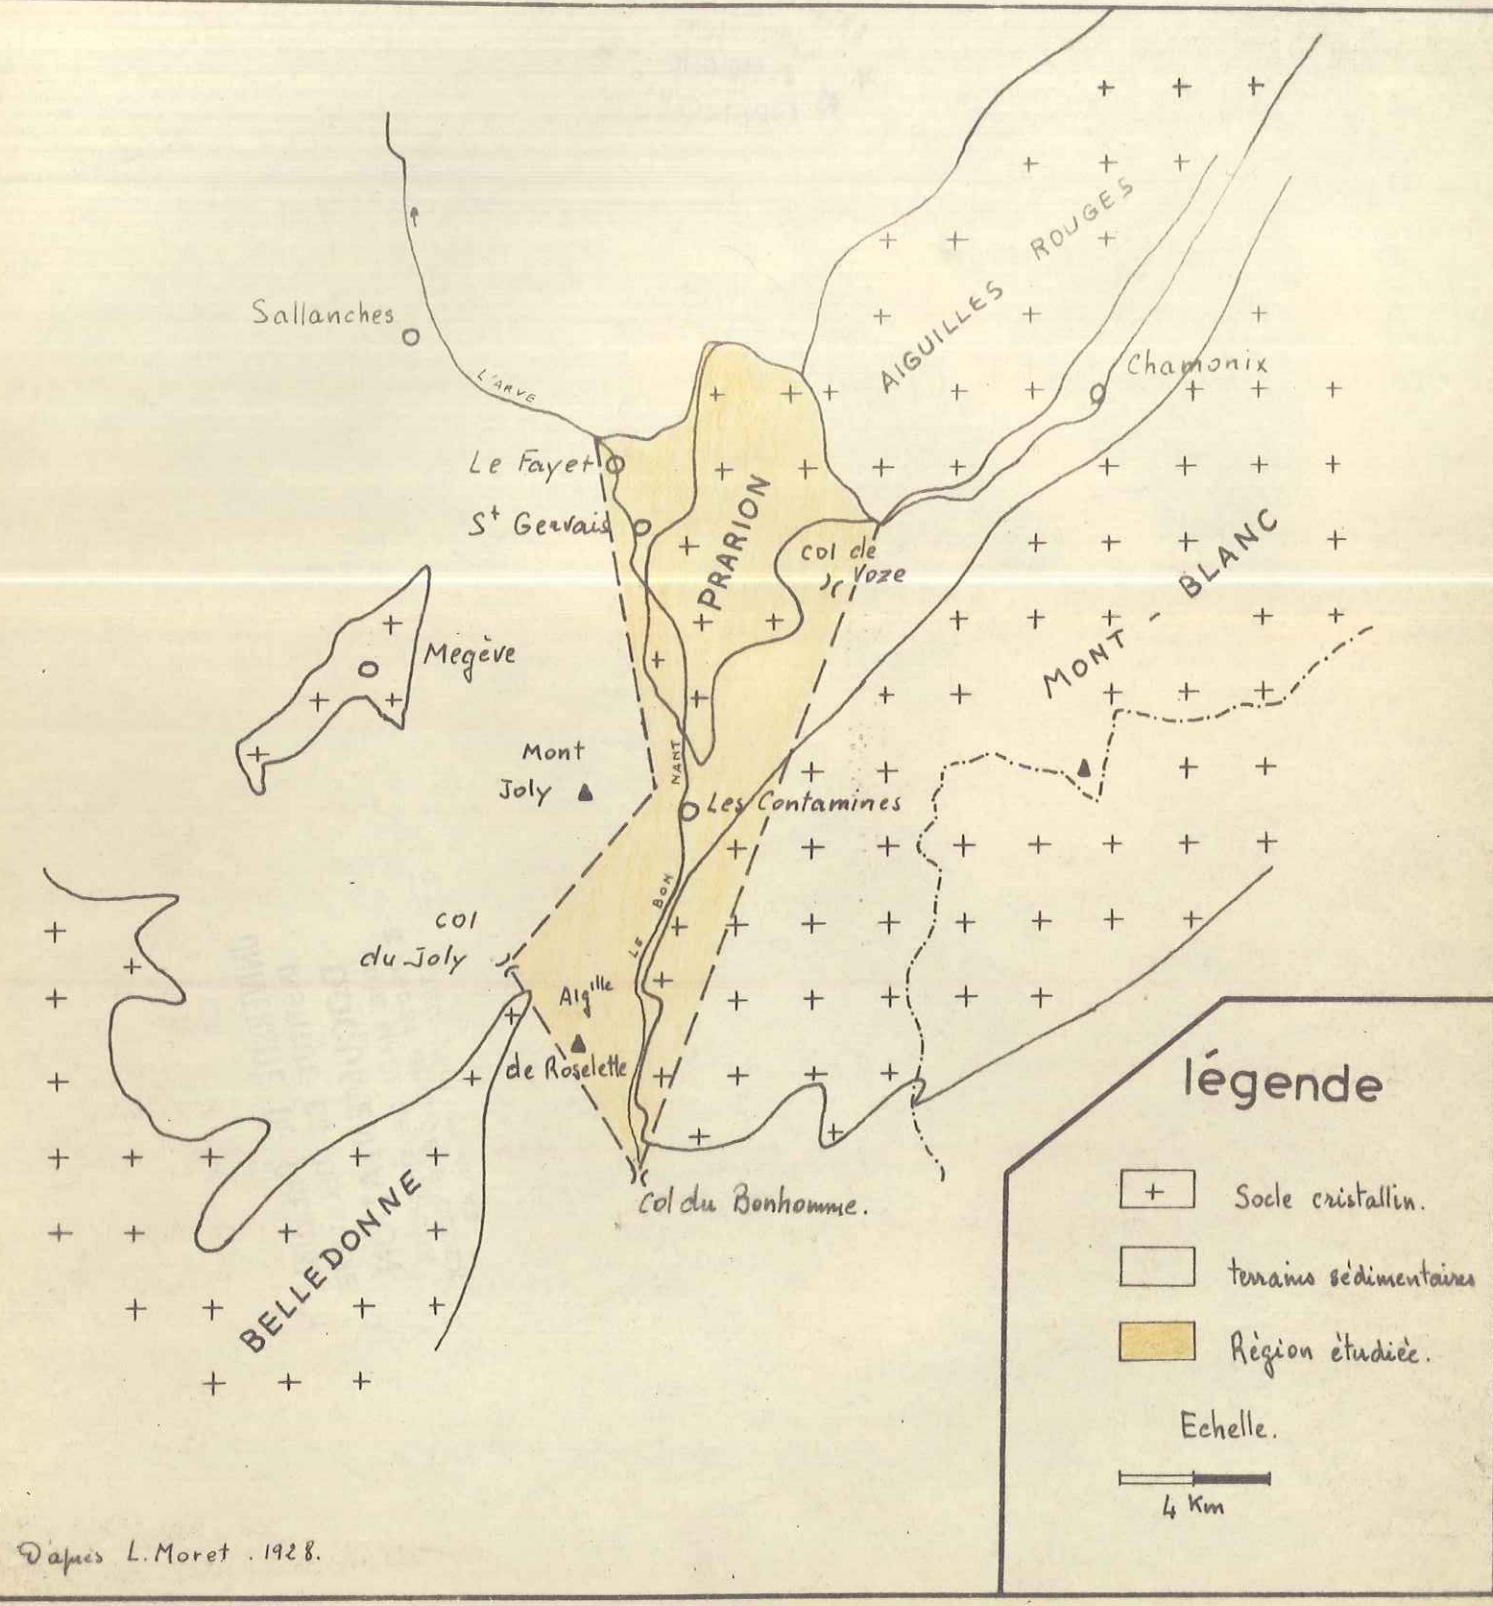 AIGUILLES ROUGES
Sallanches
Chamonix
L'ARVE
Le Fayet
St Gervais
PRARION
col de
Voze
MONT - BLANC
Megève
Mont
Joly
NANT
Les Contamines
BON
LE
col
du Joly
Aigille
de Roselette
BELLEDONNE
Col du Bonhomme.
légende
Socle cristallin.
terrains sédimentaires
Région étudiée.
Echelle.
4 Km
D'après L. Moret . 1928.